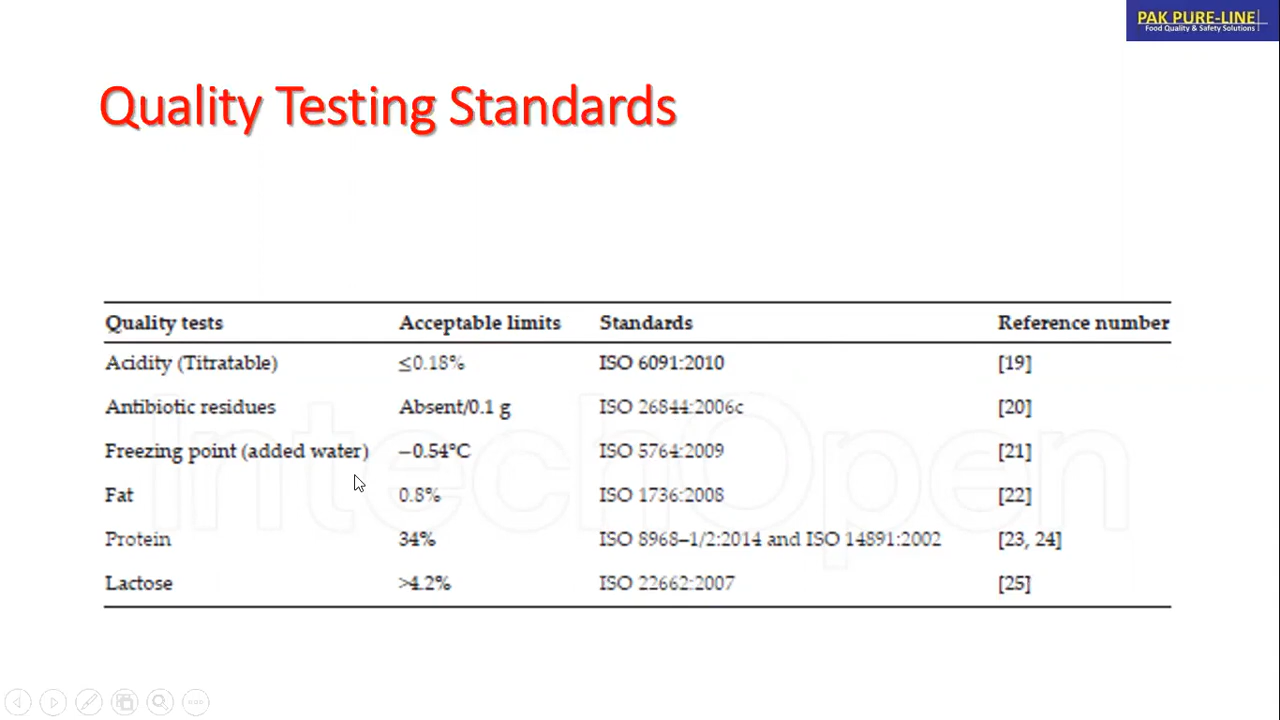 PAK PURE-LINE
Food Quality & Safety Solutions
Quality Testing Standards
Quality tests Acceptable limits Standards Reference number
Acidity (Titratable) ≤0.18% ISO 6091:2010 [19]
Antibiotic residues Absent/0.1 g ISO 26844:2006c [20]
Freezing point (added water) −0.54°C ISO 5764:2009 [21]
Fat 0.8% ISO 1736:2008 [22]
Protein 34% ISO 8968–1/2:2014 and ISO 14891:2002 [23, 24]
Lactose >4.2% ISO 22662:2007 [25]
IntechOpen